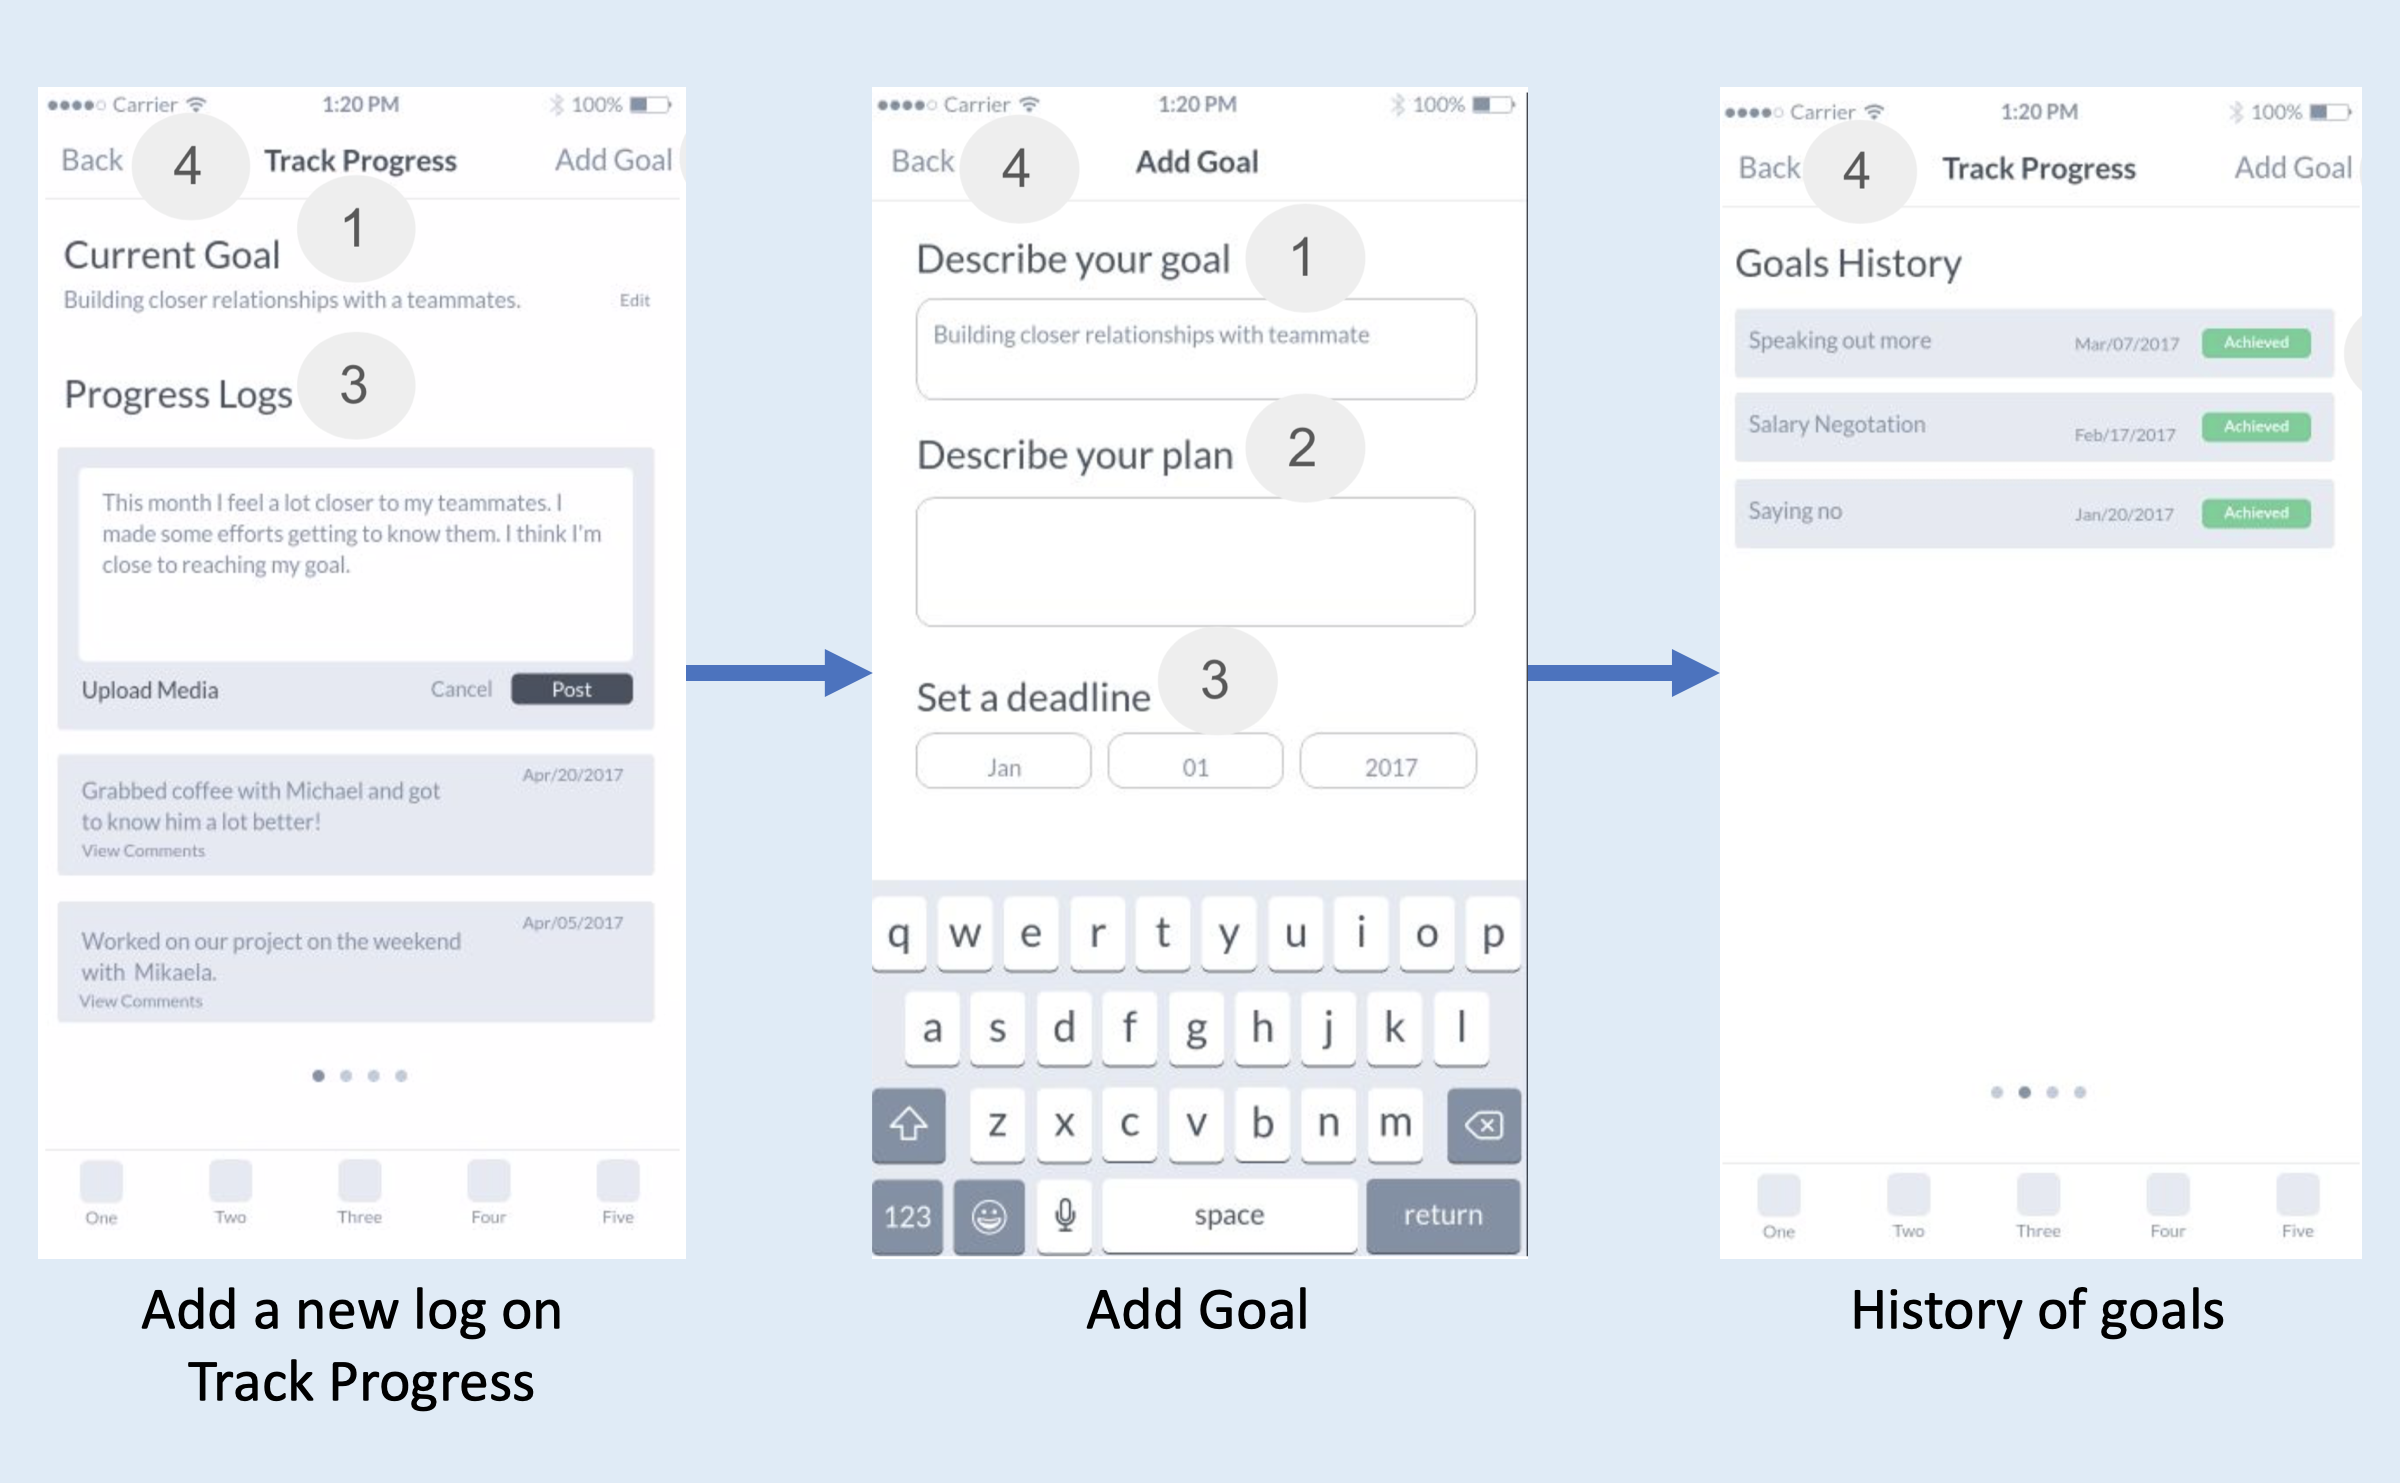 Carrier 1:20 PM 100%
Back 4 Track Progress Add Goal
1
Current Goal
Building closer relationships with a teammates. Edit
3
Progress Logs
This month I feel a lot closer to my teammates. I
made some efforts getting to know them. I think I'm
close to reaching my goal.
Upload Media Cancel Post
Apr/20/2017
Grabbed coffee with Michael and got
to know him a lot better!
View Comments
Apr/05/2017
Worked on our project on the weekend
with Mikaela.
View Comments
One Two Three Four Five
Add a new log on
Track Progress
Carrier 1:20 PM 100%
Back 4 Add Goal
Describe your goal 1
Building closer relationships with teammate
Describe your plan 2
Set a deadline 3
Jan 01 2017
q w e r t y u i o p
a s d f g h j k l
z x c v b n m
123 space return
Add Goal
Carrier 1:20 PM 100%
Back 4 Track Progress Add Goal
Goals History
Speaking out more Mar/07/2017 Achieved
Salary Negotation Feb/17/2017 Achieved
Saying no Jan/20/2017 Achieved
One Two Three Four Five
History of goals